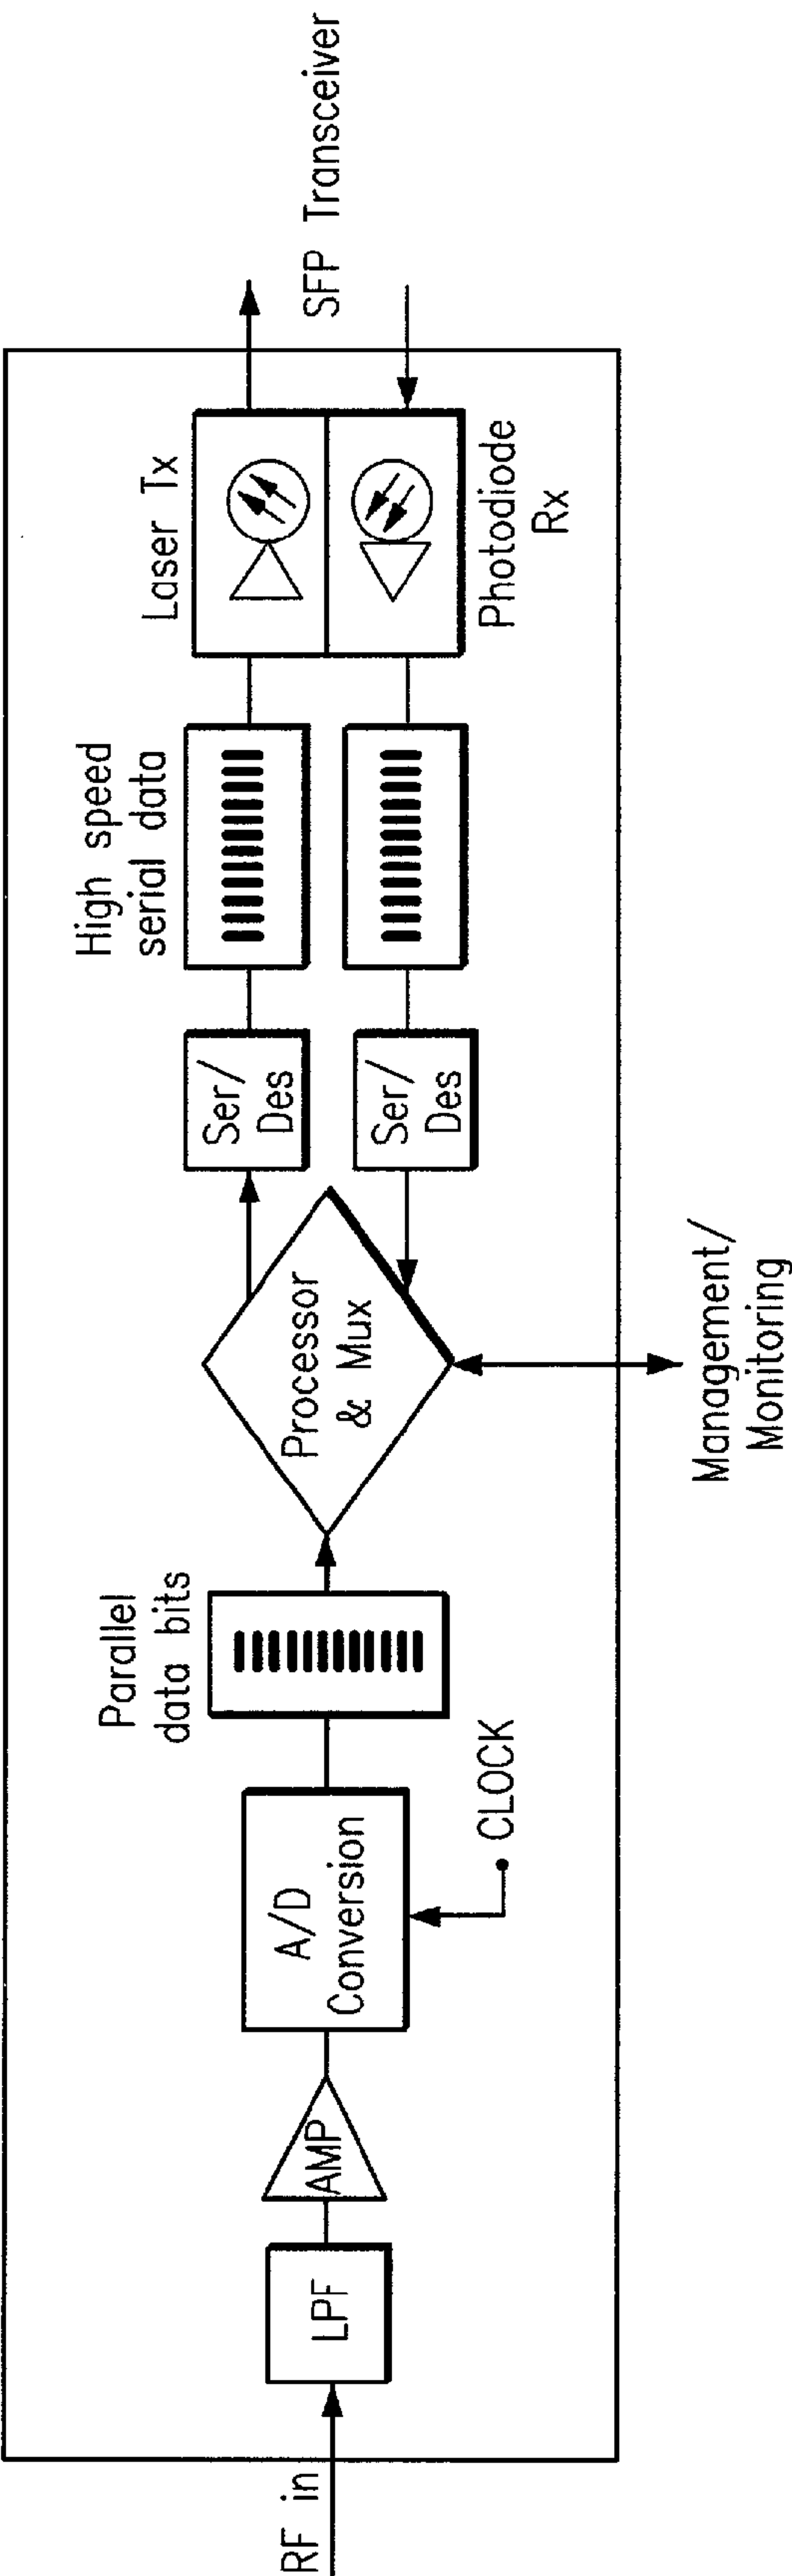 RF in
LPF
AMP
A/D
Conversion
CLOCK
Parallel
data bits
Processor
& Mux
Management/
Monitoring
Ser/
Des
Ser/
Des
High speed
serial data
Laser Tx
Photodiode
Rx
SFP Transceiver